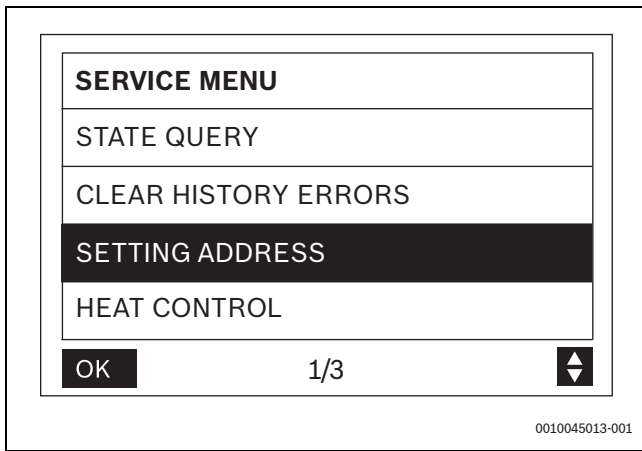 SERVICE MENU
STATE QUERY
CLEAR HISTORY ERRORS
SETTING ADDRESS
HEAT CONTROL
OK 1/3
0010045013-001